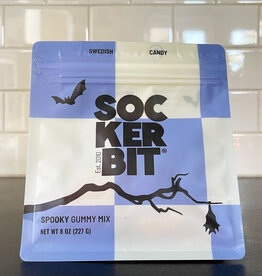 SWEDISH CANDY
SOC
KER
BIT®
Est. 2010
SPOOKY GUMMY MIX
NET WT 8 OZ (227 G)